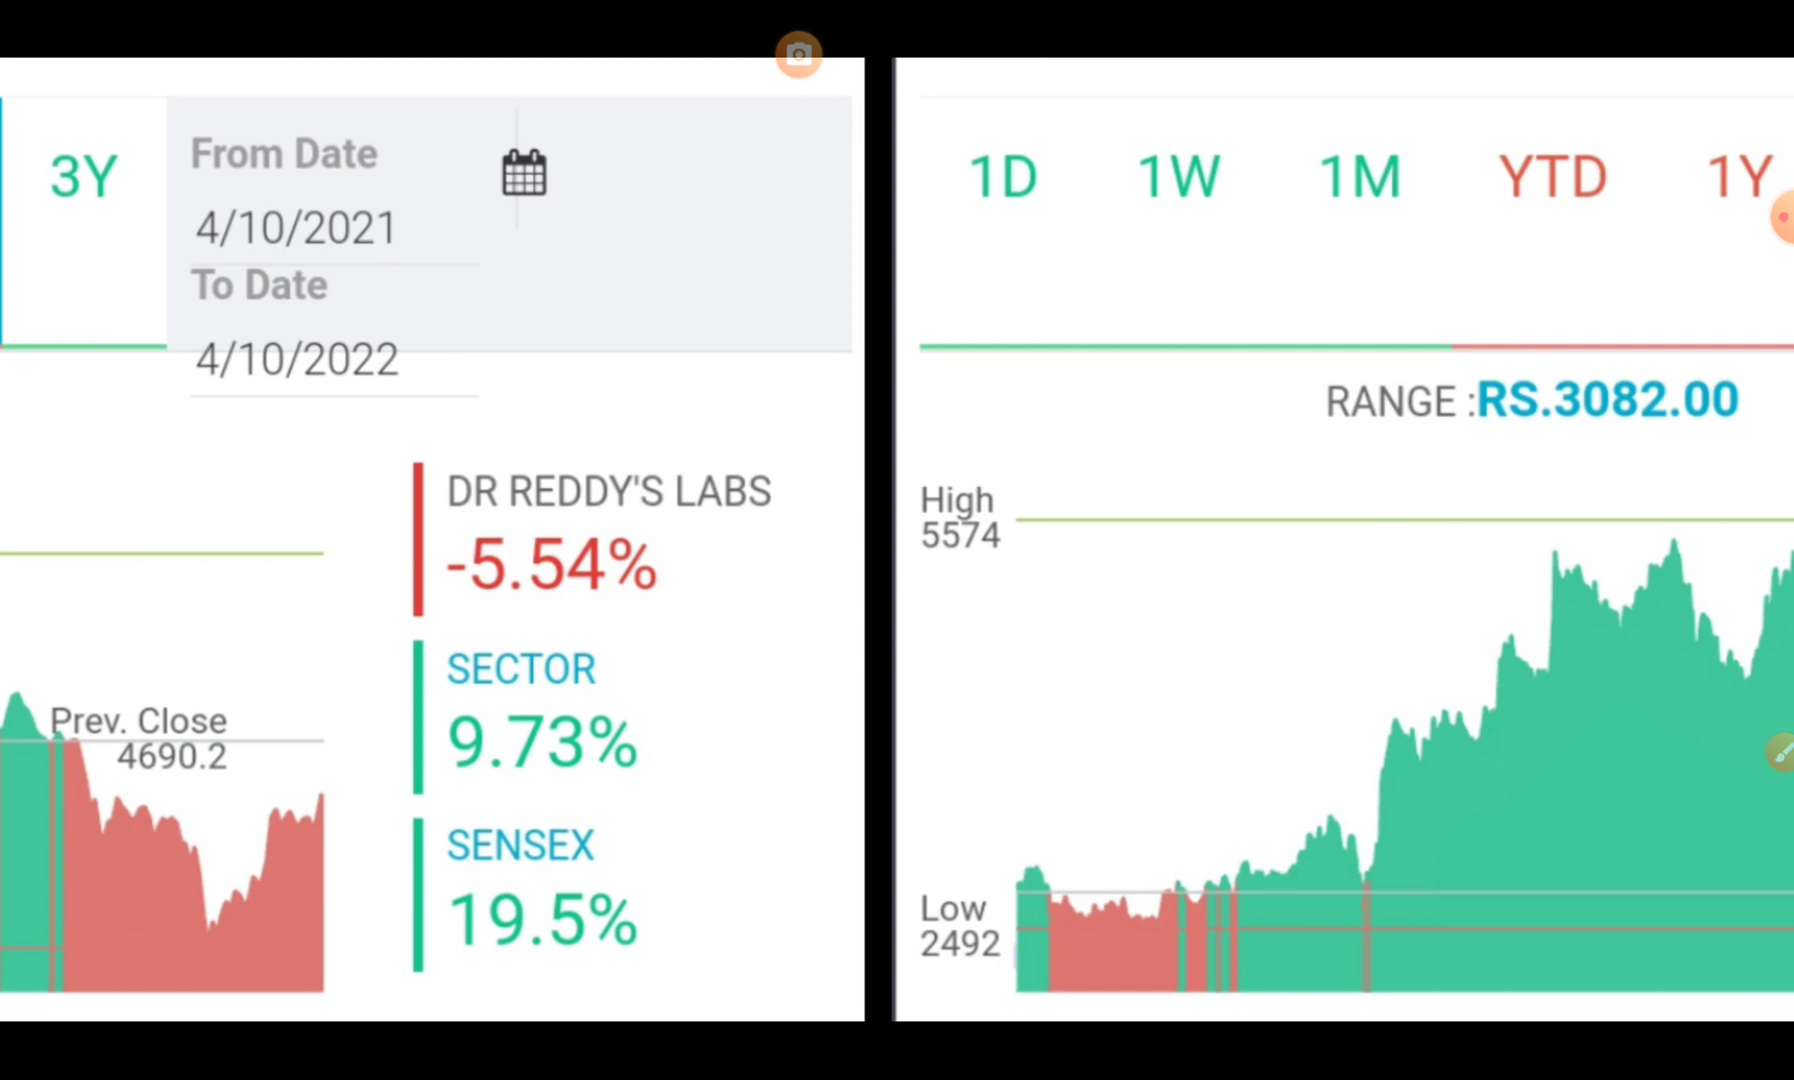 3Y
From Date
4/10/2021
To Date
4/10/2022
DR REDDY'S LABS
-5.54%
SECTOR
9.73%
SENSEX
19.5%
Prev. Close
4690.2
1D 1W 1M YTD 1Y
RANGE :RS.3082.00
High
5574
Low
2492